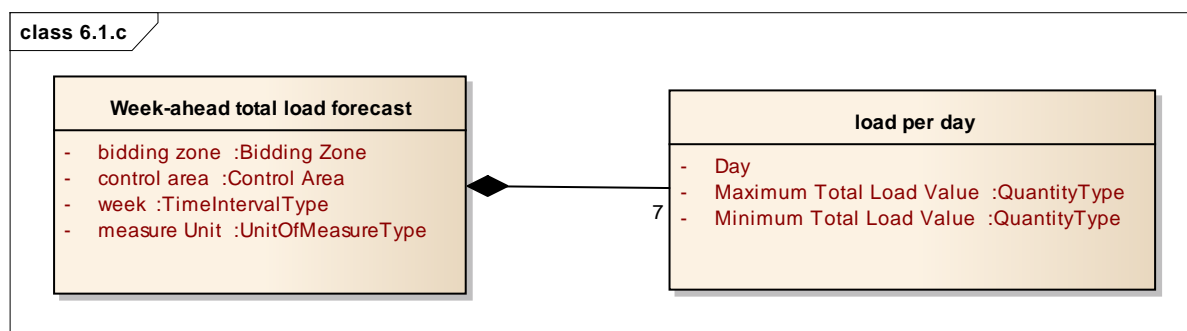 class 6.1.c
Week-ahead total load forecast
- bidding zone :Bidding Zone
- control area :Control Area
- week :TimeIntervalType
- measure Unit :UnitOfMeasureType
7
load per day
- Day
- Maximum Total Load Value :QuantityType
- Minimum Total Load Value :QuantityType